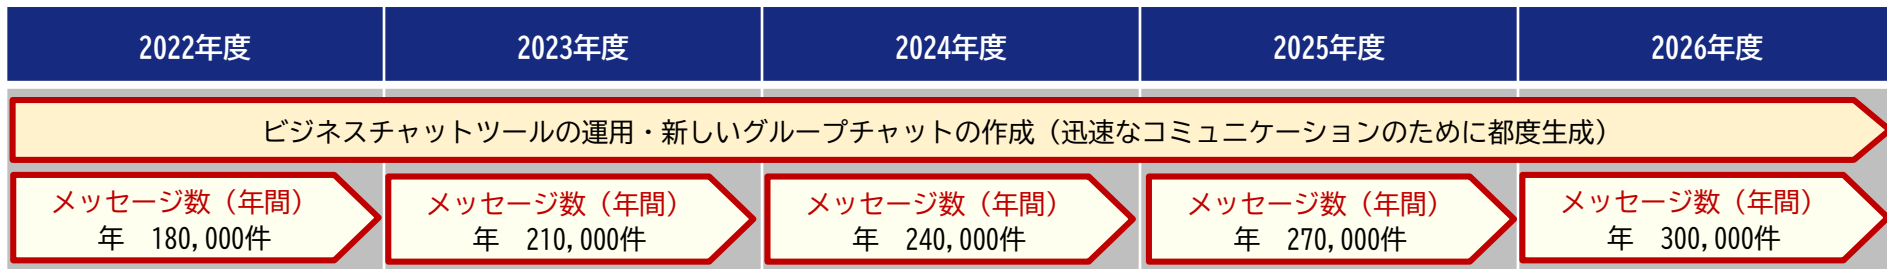 2022年度
2023年度
2024年度
2025年度
2026年度
ビジネスチャットツールの運用・新しいグループチャットの作成（迅速なコミュニケーションのために都度生成）
メッセージ数（年間）
年　180,000件
メッセージ数（年間）
年　210,000件
メッセージ数（年間）
年　240,000件
メッセージ数（年間）
年　270,000件
メッセージ数（年間）
年　300,000件